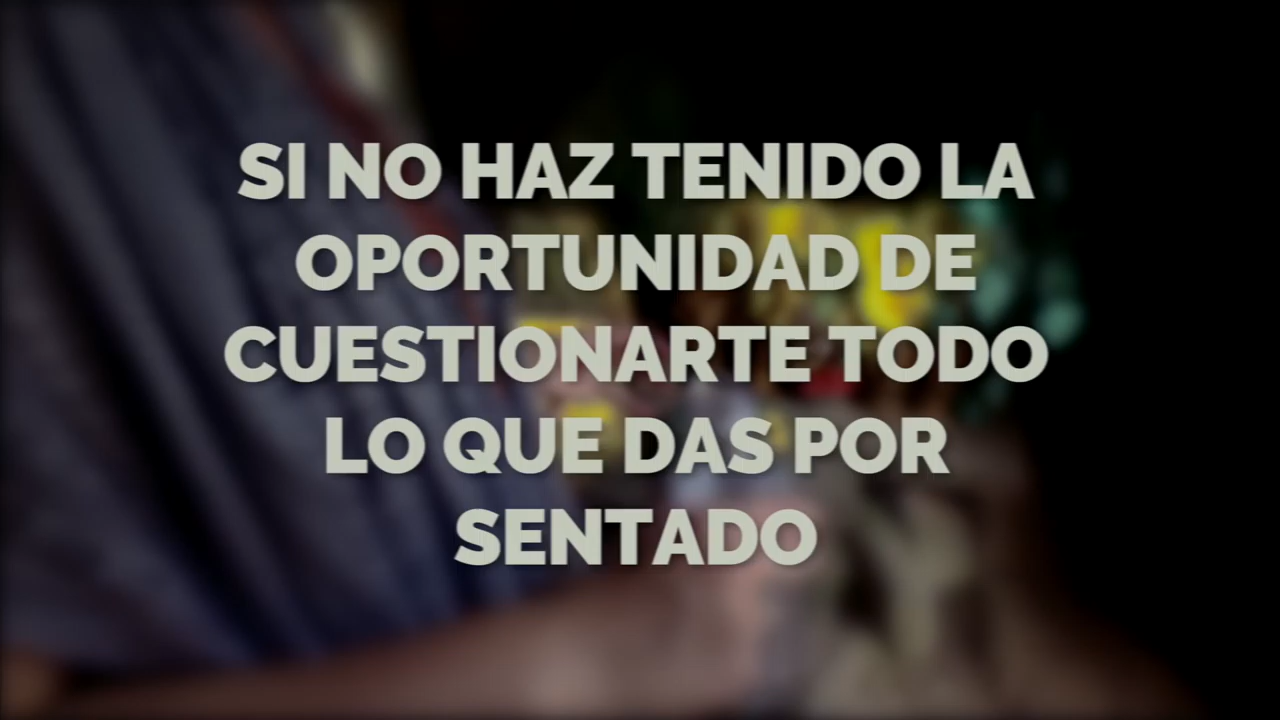 SI NO HAZ TENIDO LA
OPORTUNIDAD DE
CUESTIONARTE TODO
LO QUE DAS POR
SENTADO